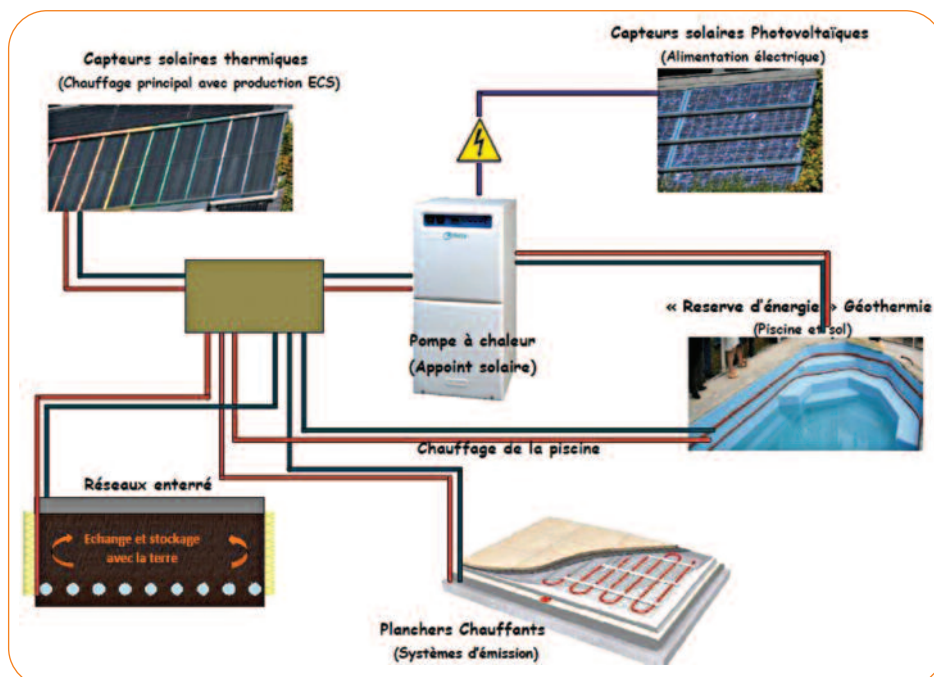 Capteurs solaires thermiques
(Chauffage principal avec production ECS)
Capteurs solaires Photovoltaïques
(Alimentation électrique)
Pompe à chaleur
(Appoint solaire)
« Reserve d'énergie » Géothermie
(Piscine et sol)
Chauffage de la piscine
Réseaux enterré
Echange et stockage
avec la terre
Planchers Chauffants
(Systèmes d'émission)